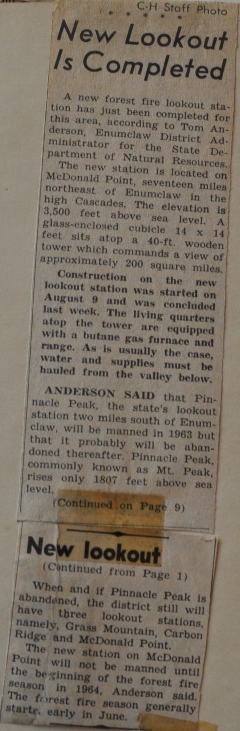 C-H Staff Photo
New Lookout
Is Completed
A new forest fire lookout sta-
tion has just been completed for
this area, according to Tom An-
derson, Enumclaw District Ad-
ministrator for the State De-
partment of Natural Resources.
The new station is located on
McDonald Point, seventeen miles
northeast of Enumclaw in the
high Cascades. The elevation is
3,500 feet above sea level. A
glass-enclosed cubicle 14 x 14
feet sits atop a 40-ft. wooden
tower which commands a view of
approximately 200 square miles.
Construction on the new
lookout station was started on
August 9 and was concluded
last week. The living quarters
atop the tower are equipped
with a butane gas furnace and
range. As is usually the case,
water and supplies must be
hauled from the valley below.
ANDERSON SAID that Pin-
nacle Peak, the state's lookout
station two miles south of Enum-
claw, will be manned in 1963 but
that it probably will be aban-
doned thereafter. Pinnacle Peak,
commonly known as Mt. Peak,
rises only 1807 feet above sea
level.
(Continued on Page 9)
New lookout
(Continued from Page 1)
When and if Pinnacle Peak is
abandoned, the district still will
have three lookout stations,
namely, Grass Mountain, Carbon
Ridge and McDonald Point.
The new station on McDonald
Point will not be manned until
the beginning of the forest fire
season in 1964, Anderson said.
The forest fire season generally
starts early in June.